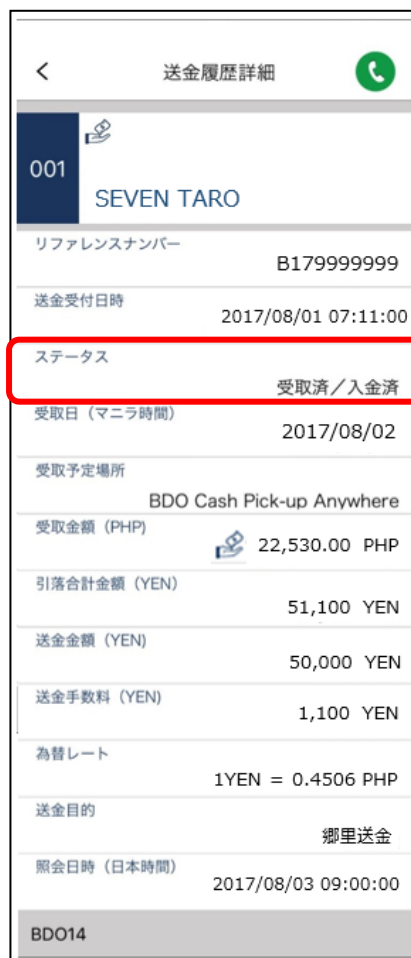 送金履歴詳細
001
SEVEN TARO
リファレンスナンバー
B179999999
送金受付日時
2017/08/01 07:11:00
ステータス
受取済／入金済
受取日（マニラ時間）
2017/08/02
受取予定場所
BDO Cash Pick-up Anywhere
受取金額（PHP)
22,530.00 PHP
引落合計金額（YEN）
51,100 YEN
送金金額（YEN)
50,000 YEN
送金手数料（YEN)
1,100 YEN
為替レート
1YEN = 0.4506 PHP
送金目的
郷里送金
照会日時（日本時間）
2017/08/03 09:00:00
BDO14